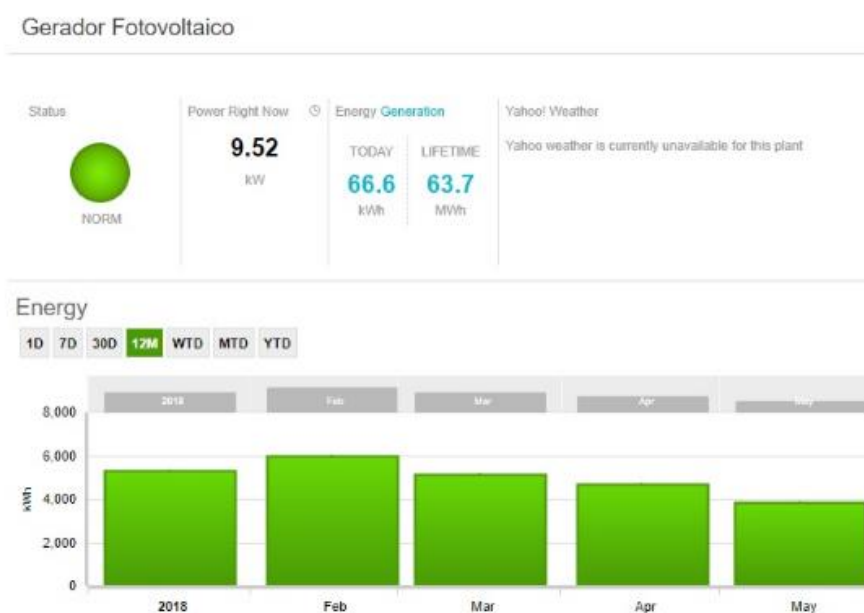 Gerador Fotovoltaico
Status
Power Right Now
Energy Generation
Yahoo! Weather
9.52
kW
TODAY
LIFETIME
Yahoo weather is currently unavailable for this plant
66.6
63.7
kWh
MWh
NORM
Energy
1D 7D 30D 12M WTD MTD YTD
2018 Feb Mar Apr May
8,000
6,000
4,000
2,000
0
kWh
2018 Feb Mar Apr May